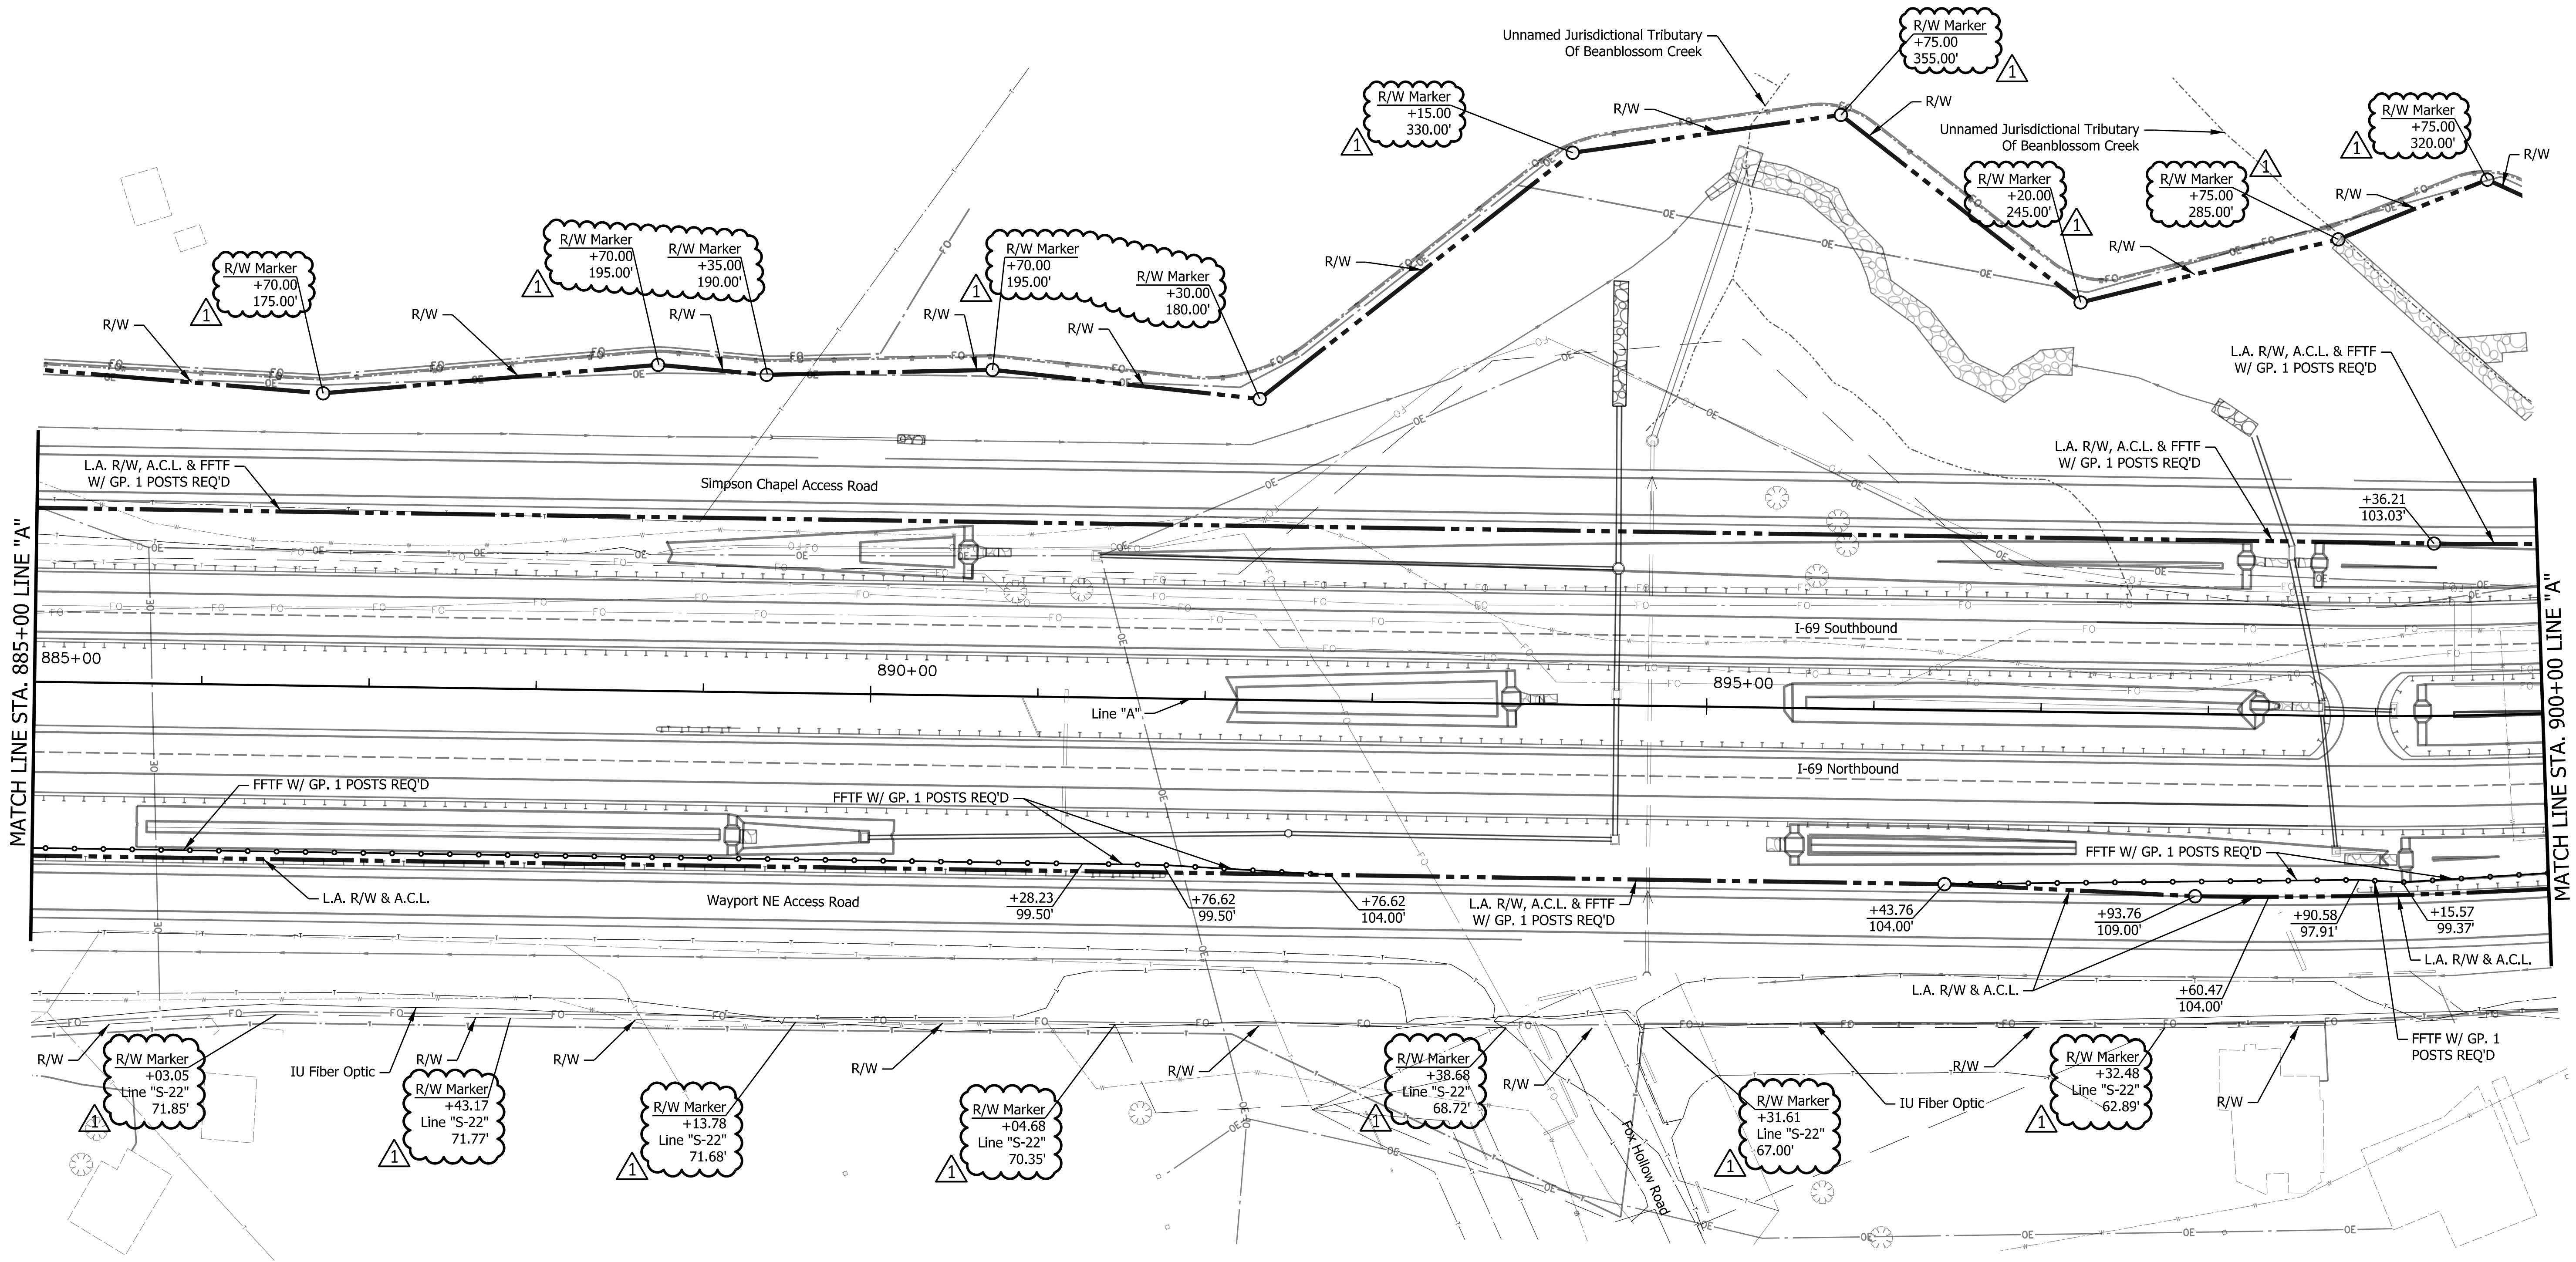 Unnamed Jurisdictional Tributary
Of Beanblossom Creek
R/W Marker
+75.00
355.00'
1
R/W Marker
+15.00
330.00'
1
R/W
R/W
Unnamed Jurisdictional Tributary
Of Beanblossom Creek
R/W Marker
+75.00
320.00'
1
R/W
R/W Marker
+20.00
245.00'
1
R/W Marker
+75.00
285.00'
1
R/W
R/W
R/W Marker
+70.00
175.00'
1
R/W Marker
+70.00
195.00'
R/W Marker
+35.00
190.00'
1
R/W Marker
+70.00
195.00'
R/W Marker
+30.00
180.00'
1
R/W
R/W
R/W
R/W
R/W
R/W
L.A. R/W, A.C.L. & FFTF
W/ GP. 1 POSTS REQ'D
L.A. R/W, A.C.L. & FFTF
W/ GP. 1 POSTS REQ'D
L.A. R/W, A.C.L. & FFTF
W/ GP. 1 POSTS REQ'D
Simpson Chapel Access Road
+36.21
103.03'
MATCH LINE STA. 885+00 LINE "A"
MATCH LINE STA. 900+00 LINE "A"
I-69 Southbound
885+00
890+00
895+00
Line "A"
I-69 Northbound
FFTF W/ GP. 1 POSTS REQ'D
FFTF W/ GP. 1 POSTS REQ'D
FFTF W/ GP. 1 POSTS REQ'D
L.A. R/W & A.C.L.
Wayport NE Access Road
+28.23
99.50'
+76.62
99.50'
+76.62
104.00'
L.A. R/W, A.C.L. & FFTF
W/ GP. 1 POSTS REQ'D
+43.76
104.00'
+93.76
109.00'
+90.58
97.91'
+15.57
99.37'
L.A. R/W & A.C.L.
L.A. R/W & A.C.L.
+60.47
104.00'
FFTF W/ GP. 1
POSTS REQ'D
R/W
R/W Marker
+03.05
Line "S-22"
71.85'
1
IU Fiber Optic
R/W
R/W Marker
+43.17
Line "S-22"
71.77'
1
R/W
R/W Marker
+13.78
Line "S-22"
71.68'
1
R/W
R/W Marker
+04.68
Line "S-22"
70.35'
1
R/W
R/W Marker
+38.68
Line "S-22"
68.72'
1
R/W
Fox Hollow Road
R/W Marker
+31.61
Line "S-22"
67.00'
1
IU Fiber Optic
R/W
R/W Marker
+32.48
Line "S-22"
62.89'
1
R/W